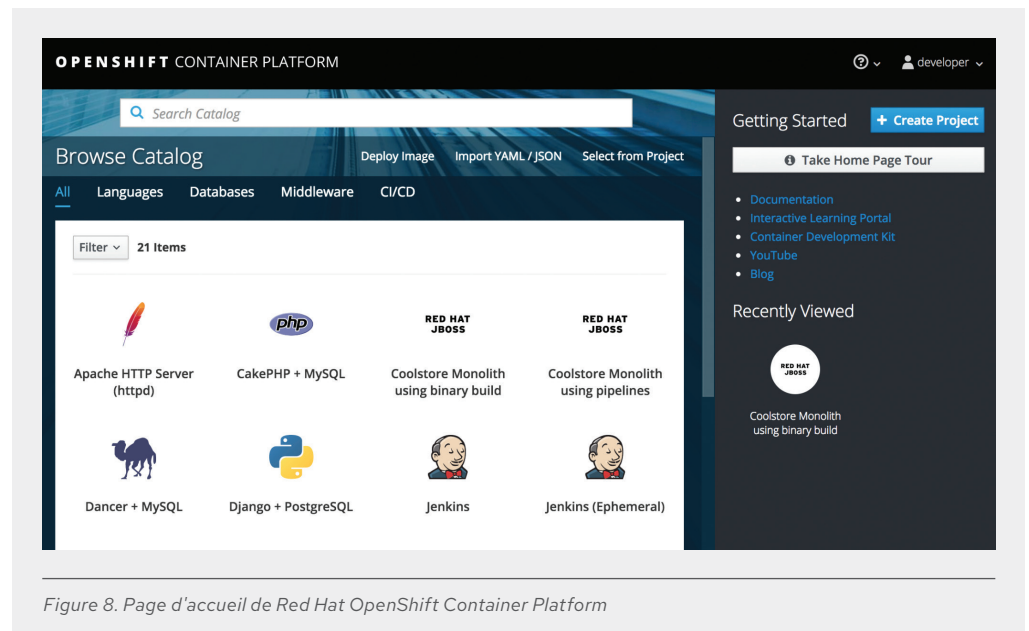 OPENSHIFT CONTAINER PLATFORM
developer
Search Catalog
Browse Catalog
Deploy Image Import YAML / JSON Select from Project
All Languages Databases Middleware CI/CD
Filter 21 Items
php
RED HAT
JBOSS
RED HAT
JBOSS
Apache HTTP Server
(httpd)
CakePHP + MySQL
Coolstore Monolith
using binary build
Coolstore Monolith
using pipelines
Dancer + MySQL
Django + PostgreSQL
Jenkins
Jenkins (Ephemeral)
Getting Started
+ Create Project
Take Home Page Tour
Documentation
Interactive Learning Portal
Container Development Kit
YouTube
Blog
Recently Viewed
RED HAT
JBOSS
Coolstore Monolith
using binary build
Figure 8. Page d'accueil de Red Hat OpenShift Container Platform